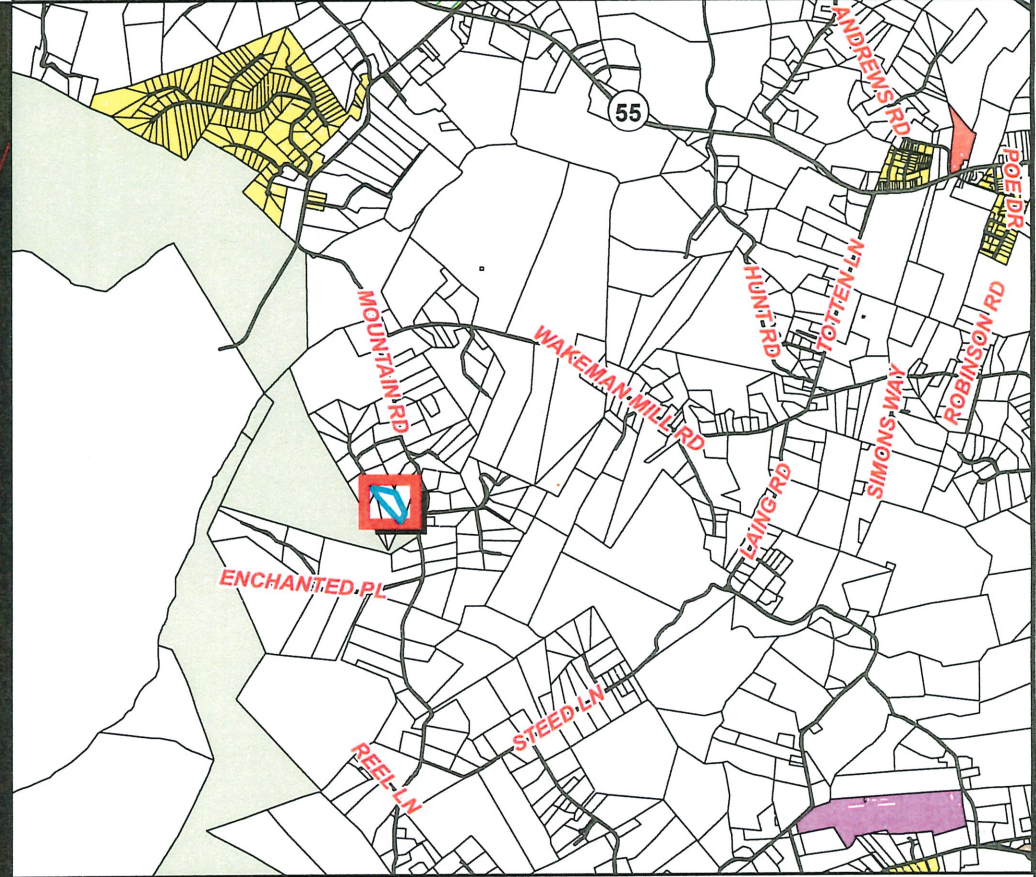 ANDREWS RD
55
POE DR
HUNT RD
TOTTEN LN
MOUNTAIN RD
WAKEMAN MILL RD
SIMONS WAY
ROBINSON RD
LAING RD
ENCHANTED PL
STEED LN
REEL LN